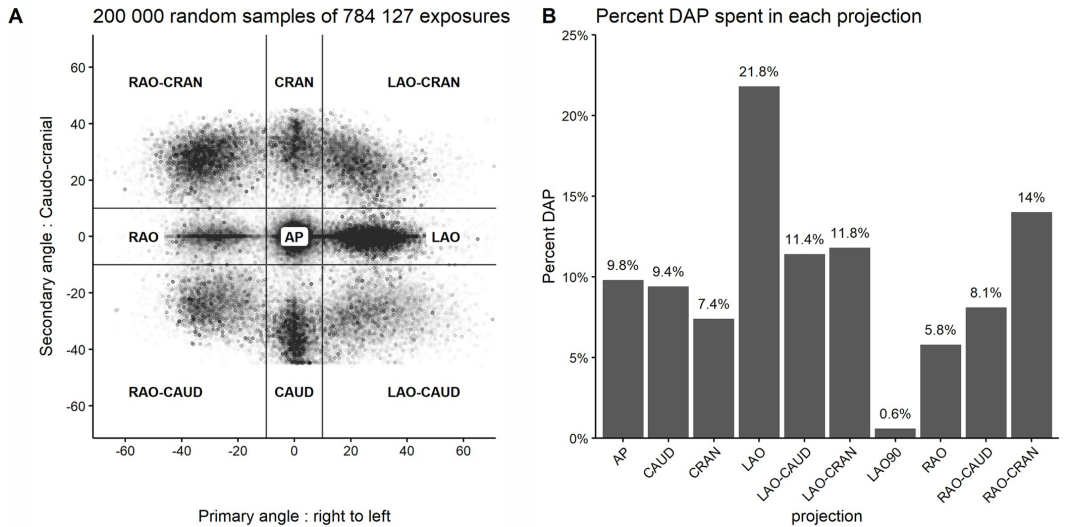 A 200 000 random samples of 784 127 exposures
RAO-CRAN CRAN LAO-CRAN
RAO AP LAO
RAO-CAUD CAUD LAO-CAUD
60
40
20
0
-20
-40
-60
-60 -40 -20 0 20 40 60
Secondary angle : Caudo-cranial
Primary angle : right to left
B Percent DAP spent in each projection
25%
20%
15%
10%
5%
0%
Percent DAP
9.8% 9.4% 7.4% 21.8% 11.4% 11.8% 0.6% 5.8% 8.1% 14%
AP CAUD CRAN LAO LAO-CAUD LAO-CRAN LAO90 RAO RAO-CAUD RAO-CRAN
projection